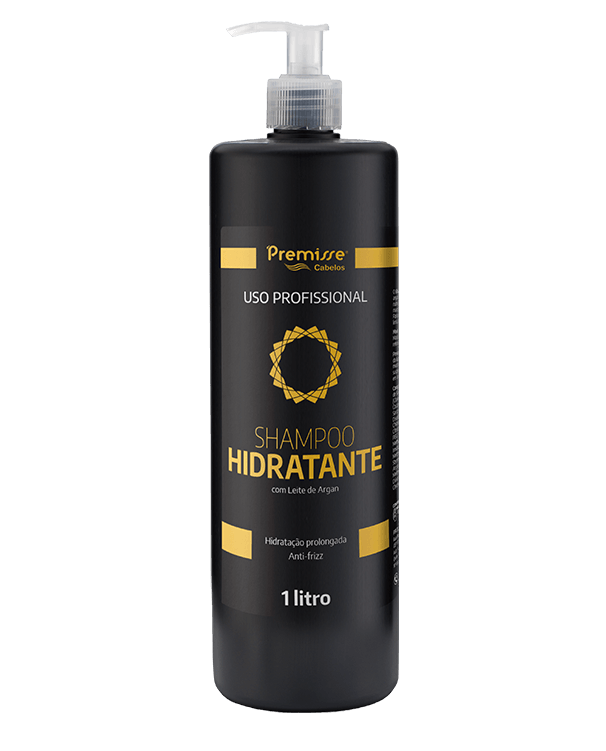 Premisse®
Cabelos
USO PROFISSIONAL
SHAMPOO
HIDRATANTE
com Leite de Argan
Hidratação prolongada
Anti-frizz
1 litro